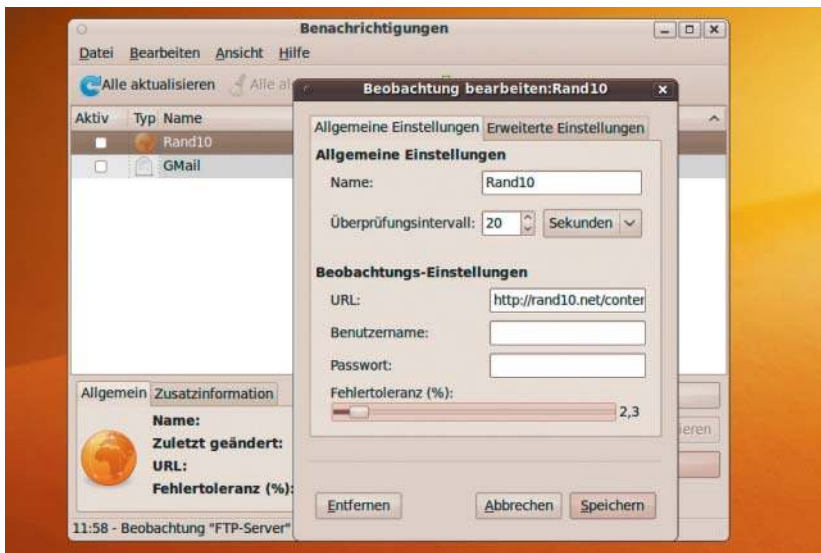 Benachrichtigungen
Datei Bearbeiten Ansicht Hilfe
Alle aktualisieren Alle
Aktiv Typ Name
Rand10
GMail
Beobachtung bearbeiten:Rand10
Allgemeine Einstellungen Erweiterte Einstellungen
Allgemeine Einstellungen
Name: Rand10
Überprüfungsintervall: 20 Sekunden
Beobachtungs-Einstellungen
URL: http://rand10.net/conter
Benutzername:
Passwort:
Fehlertoleranz (%):
2,3
Entfernen Abbrechen Speichern
Allgemein Zusatzinformation
Name:
Zuletzt geändert:
URL:
Fehlertoleranz (%):
ieren
11:58 - Beobachtung "FTP-Server"